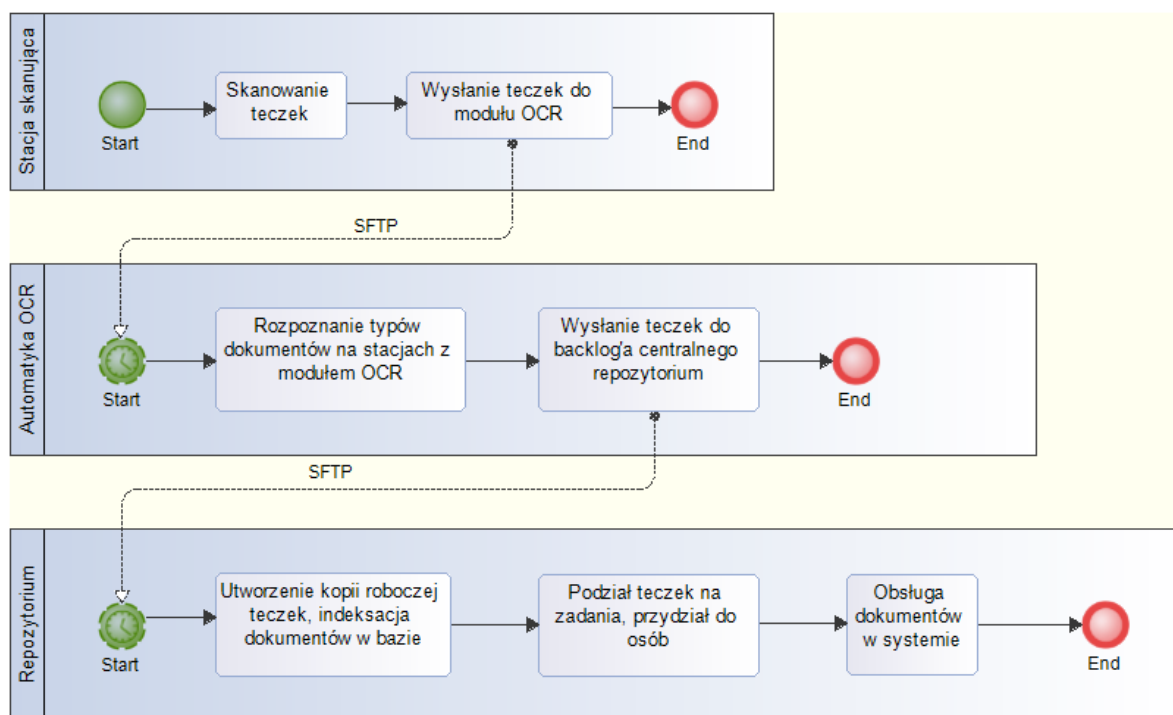 Stacja skanująca
Skanowanie
teczek
Wysłanie teczek do
modułu OCR
Start
End
SFTP
Automatyka OCR
Rozpoznanie typów
dokumentów na stacjach z
modułem OCR
Wysłanie teczek do
backlog'a centralnego
repozytorium
Start
End
SFTP
Repozytorium
Utworzenie kopii roboczej
teczek, indeksacja
dokumentów w bazie
Podział teczek na
zadania, przydział do
osób
Obsługa
dokumentów
w systemie
Start
End